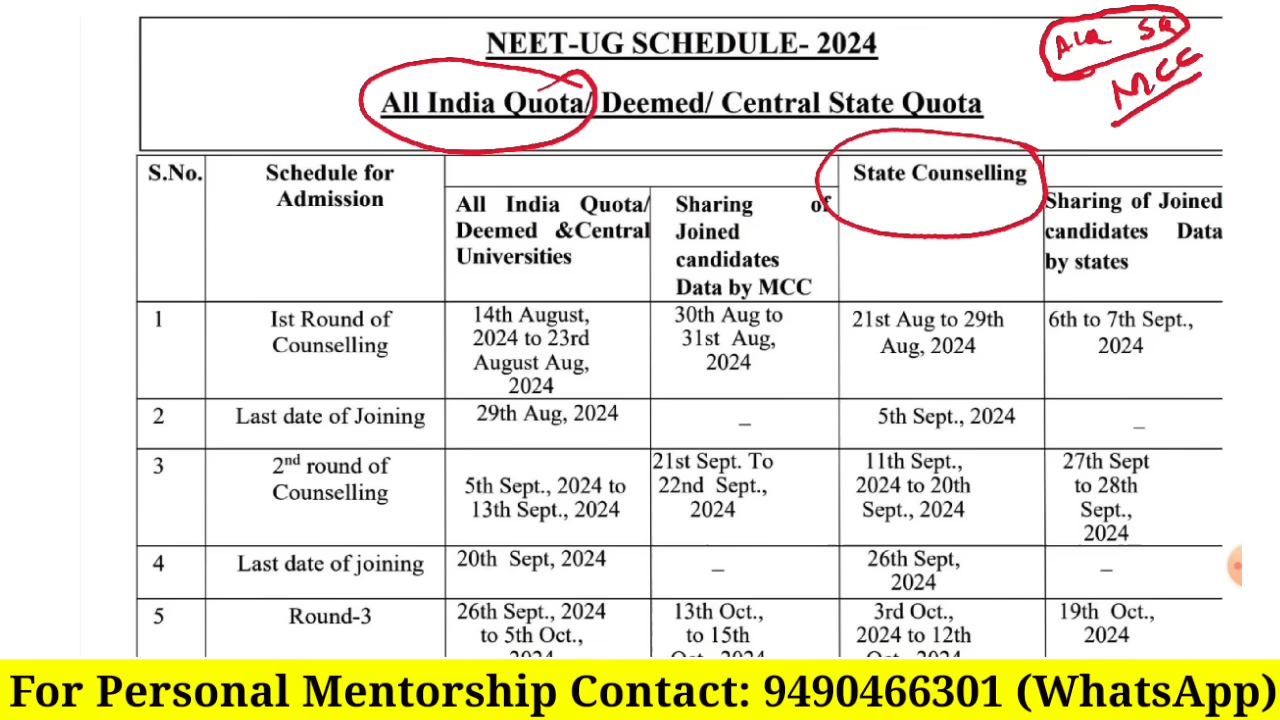 NEET-UG SCHEDULE- 2024
AIQ SQ
MCC
All India Quota/ Deemed/ Central State Quota
S.No.
Schedule for
Admission
All India Quota/
Deemed &Central
Universities
Sharing of
Joined
candidates
Data by MCC
State Counselling
Sharing of Joined
candidates Data
by states
1
Ist Round of
Counselling
14th August,
2024 to 23rd
August Aug,
2024
30th Aug to
31st Aug,
2024
21st Aug to 29th
Aug, 2024
6th to 7th Sept.,
2024
2
Last date of Joining
29th Aug, 2024
–
5th Sept., 2024
–
3
2nd round of
Counselling
5th Sept., 2024 to
13th Sept., 2024
21st Sept. To
22nd Sept.,
2024
11th Sept.,
2024 to 20th
Sept., 2024
27th Sept
to 28th
Sept.,
2024
4
Last date of joining
20th Sept, 2024
–
26th Sept,
2024
–
5
Round-3
26th Sept., 2024
to 5th Oct.,
2024
13th Oct.,
to 15th
Oct., 2024
3rd Oct.,
2024 to 12th
Oct., 2024
19th Oct.,
2024
For Personal Mentorship Contact: 9490466301 (WhatsApp)